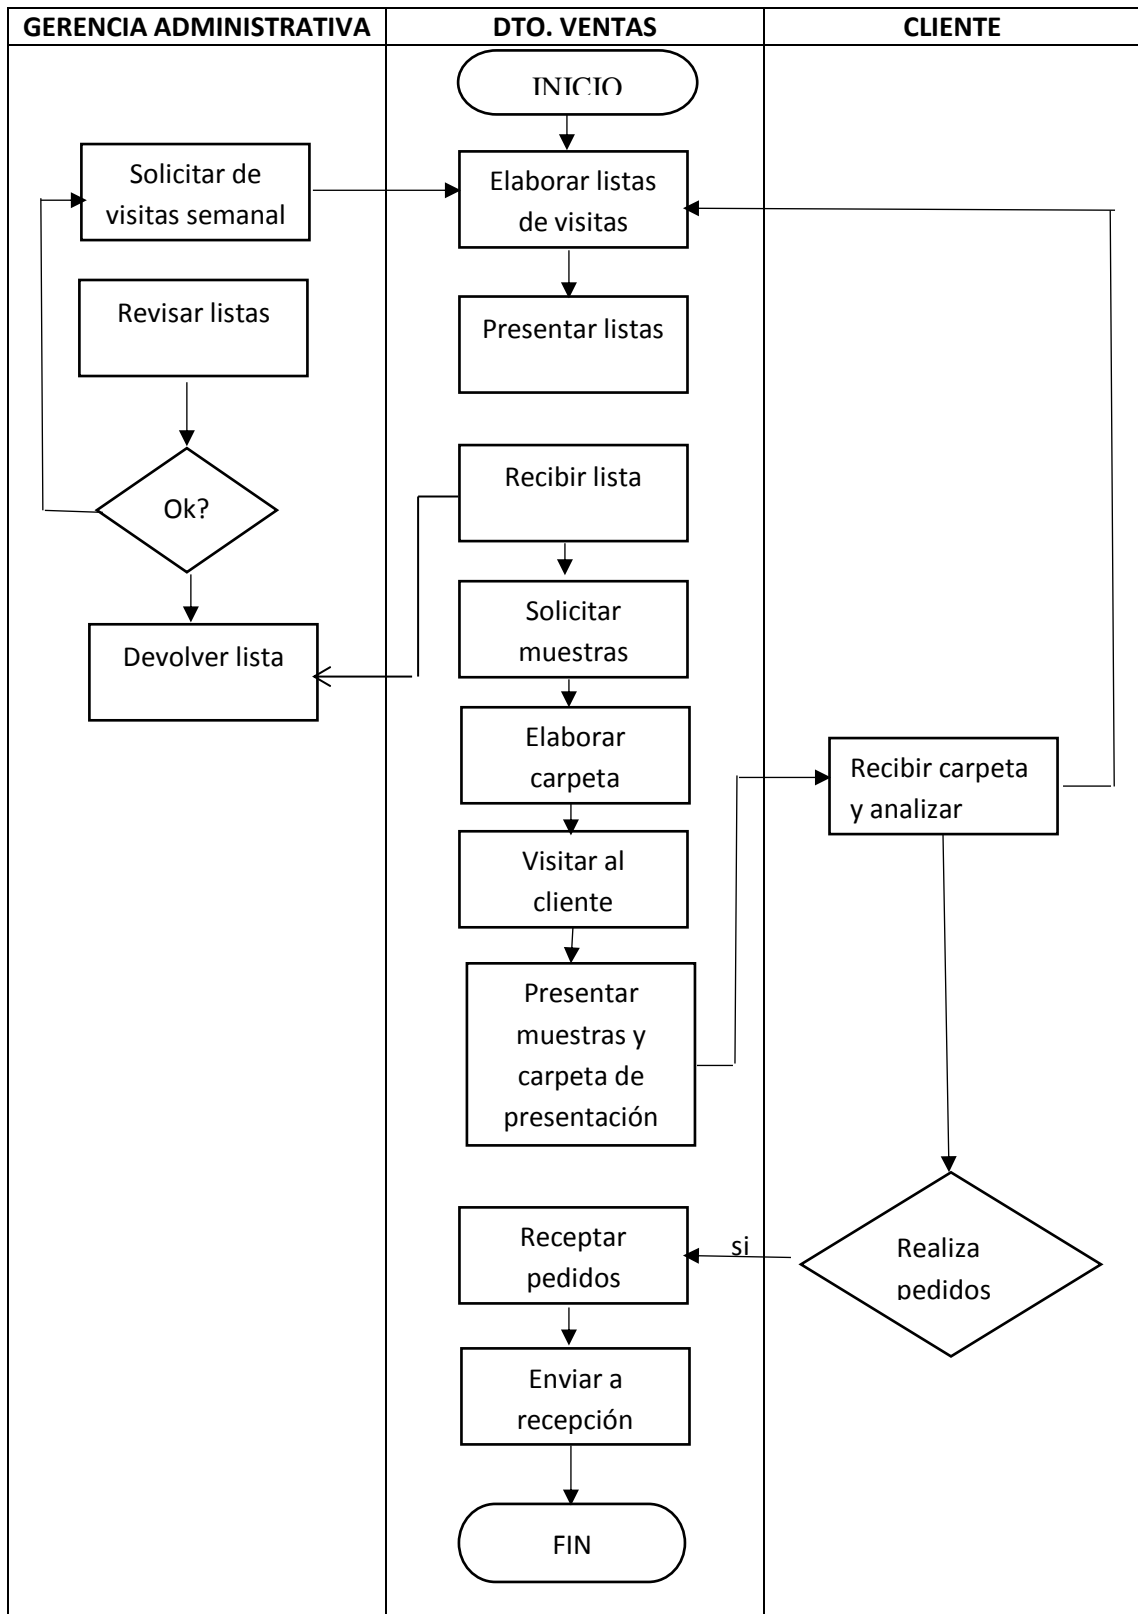 GERENCIA ADMINISTRATIVA
DTO. VENTAS
CLIENTE
INICIO
Solicitar de
visitas semanal
Elaborar listas
de visitas
Revisar listas
Presentar listas
Ok?
Recibir lista
Solicitar
muestras
Devolver lista
Elaborar
carpeta
Recibir carpeta
y analizar
Visitar al
cliente
Presentar
muestras y
carpeta de
presentación
Receptar
pedidos
si
Realiza
pedidos
Enviar a
recepción
FIN